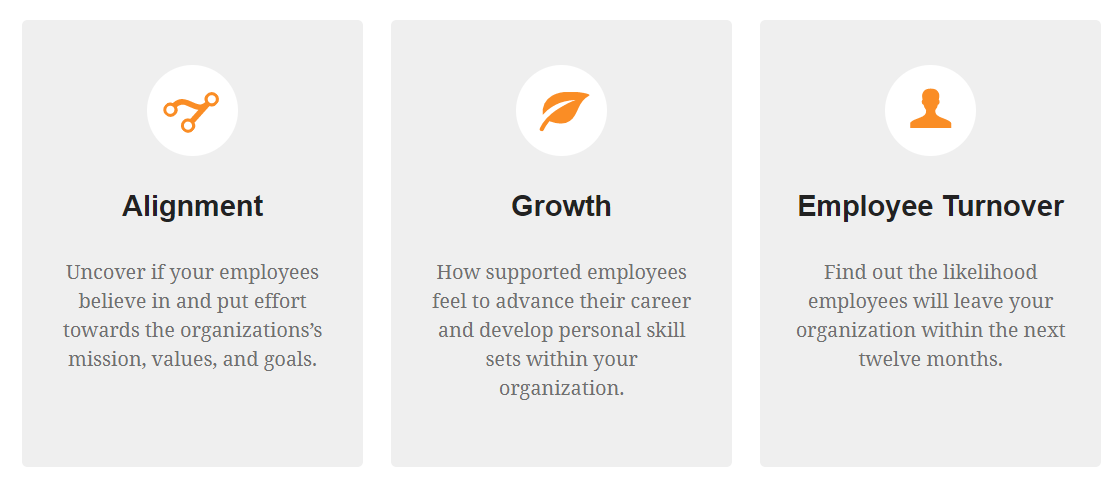 Alignment
Uncover if your employees
believe in and put effort
towards the organizations’s
mission, values, and goals.
Growth
How supported employees
feel to advance their career
and develop personal skill
sets within your
organization.
Employee Turnover
Find out the likelihood
employees will leave your
organization within the next
twelve months.